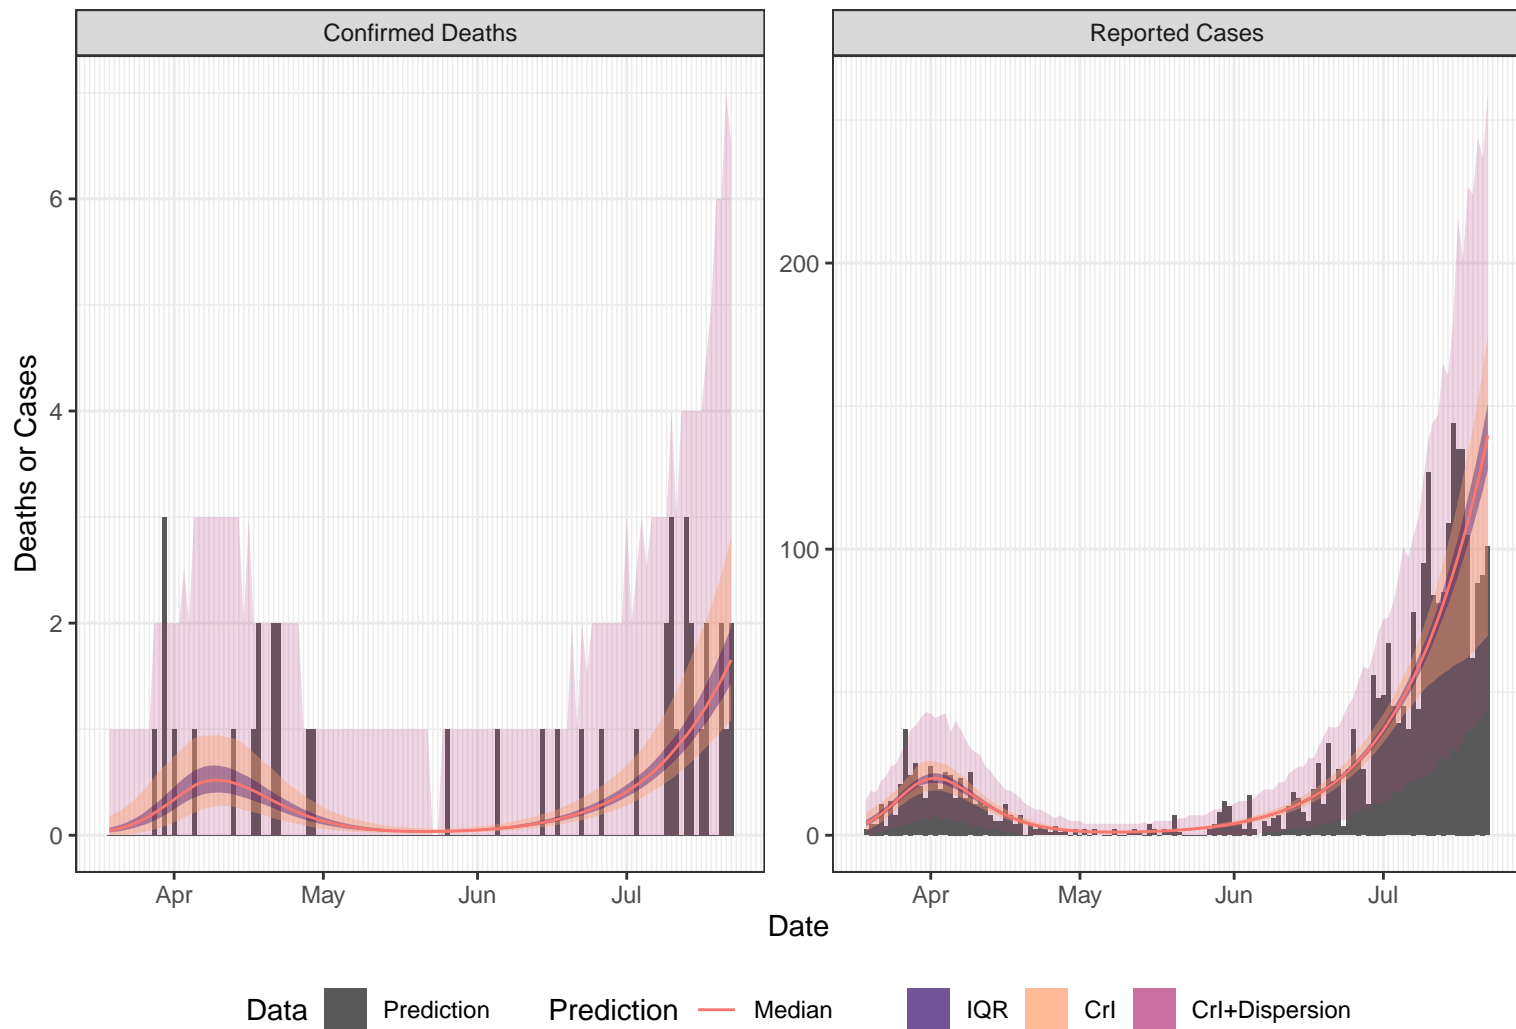 Confirmed Deaths
Reported Cases
Deaths or Cases
6
4
2
0
200
100
0
Apr May Jun Jul
Apr May Jun Jul
Date
Data Prediction Prediction Median IQR CrI CrI+Dispersion